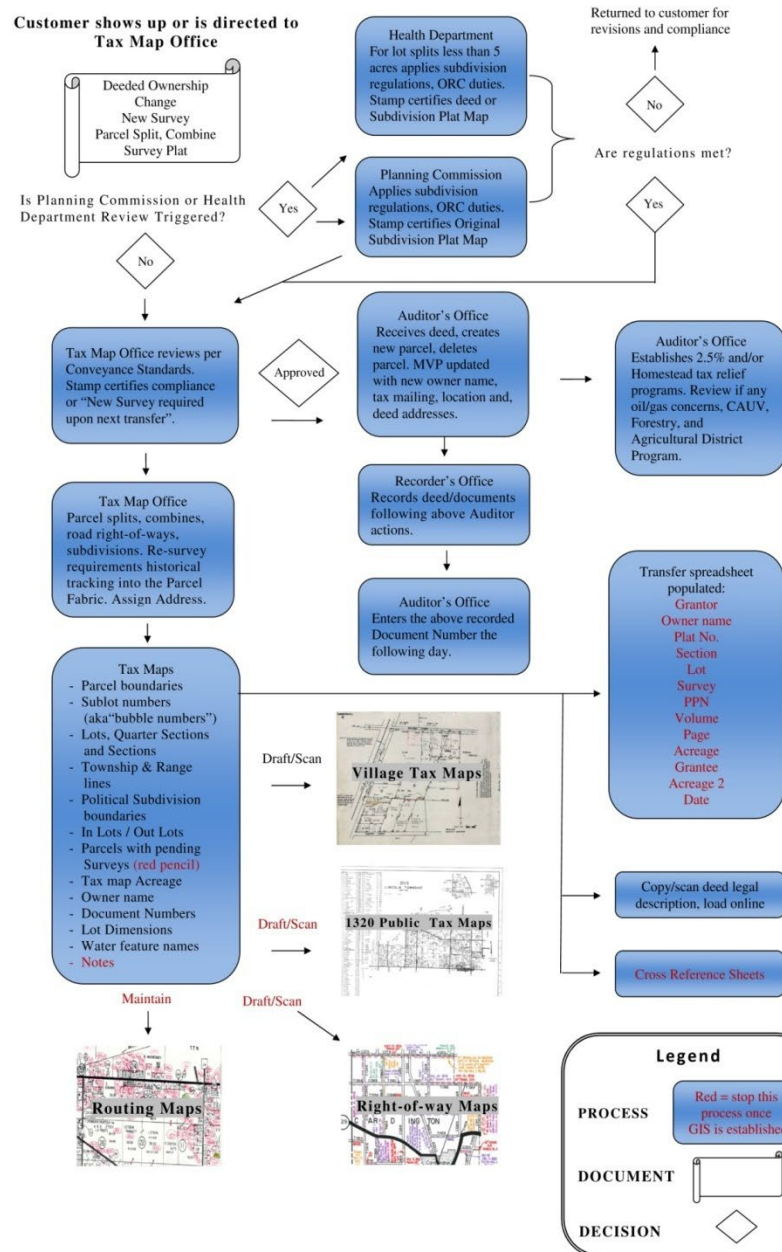 Customer shows up or is directed to
Tax Map Office
Deeded Ownership
Change
New Survey
Parcel Split, Combine
Survey Plat
Health Department
For lot splits less than 5
acres applies subdivision
regulations, ORC duties.
Stamp certifies deed or
Subdivision Plat Map
Returned to customer for
revisions and compliance
No
Are regulations met?
Yes
Is Planning Commission or Health
Department Review Triggered?
Yes
Planning Commission
Applies subdivision
regulations, ORC duties.
Stamp certifies Original
Subdivision Plat Map
No
Tax Map Office reviews per
Conveyance Standards.
Stamp certifies compliance
or “New Survey required
upon next transfer”.
Approved
Auditor’s Office
Receives deed, creates
new parcel, deletes
parcel. MVP updated
with new owner name,
tax mailing, location and,
deed addresses.
Auditor’s Office
Establishes 2.5% and/or
Homestead tax relief
programs. Review if any
oil/gas concerns, CAUV,
Forestry, and
Agricultural District
Program.
Recorder’s Office
Records deed/documents
following above Auditor
actions.
Auditor’s Office
Enters the above recorded
Document Number the
following day.
Tax Map Office
Parcel splits, combines,
road right-of-ways,
subdivisions. Re-survey
requirements historical
tracking into the Parcel
Fabric. Assign Address.
Transfer spreadsheet
populated:
Grantor
Owner name
Plat No.
Section
Lot
Survey
PPN
Volume
Page
Acreage
Grantee
Acreage 2
Date
Tax Maps
- Parcel boundaries
- Sublot numbers
(aka“bubble numbers”)
- Lots, Quarter Sections
and Sections
- Township & Range
lines
- Political Subdivision
boundaries
- In Lots / Out Lots
- Parcels with pending
Surveys (red pencil)
- Tax map Acreage
- Owner name
- Document Numbers
- Lot Dimensions
- Water feature names
- Notes
Draft/Scan
Village Tax Maps
Draft/Scan
LINCOLN TOWNSHIP
1320 Public Tax Maps
Copy/scan deed legal
description, load online
Cross Reference Sheets
Maintain
Routing Maps
Draft/Scan
Right-of-way Maps
C AR D ING TON
Legend
PROCESS
Red = stop this
process once
GIS is established
DOCUMENT
DECISION